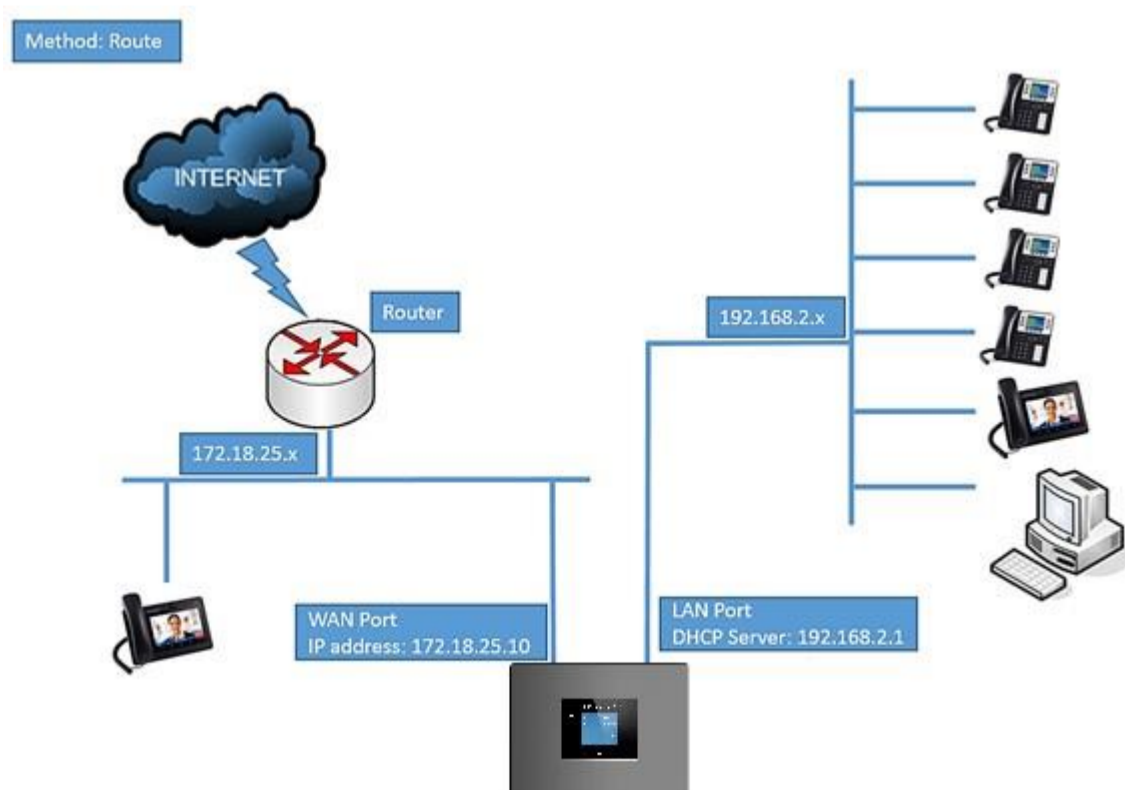 Method: Route
INTERNET
Router
192.168.2.x
172.18.25.x
WAN Port
IP address: 172.18.25.10
LAN Port
DHCP Server: 192.168.2.1